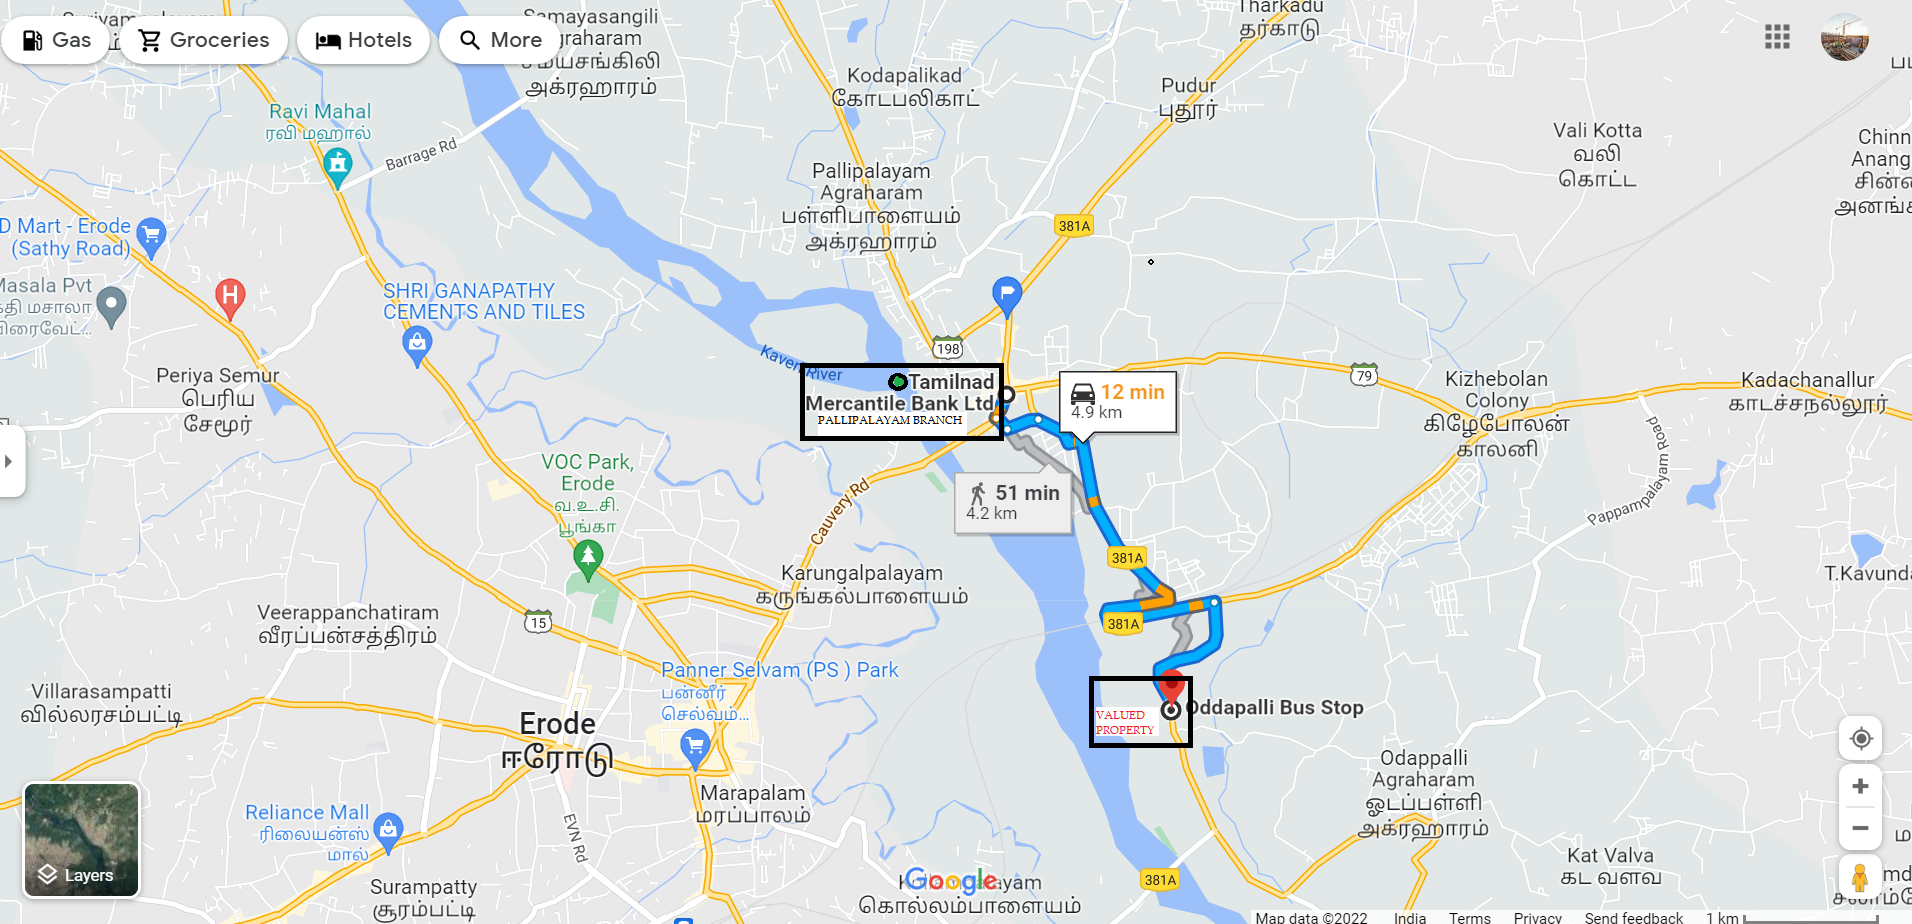 Gas
Groceries
Hotels
More
Samayasangili
Agraharam
சமயசங்கிலி
அக்ரஹாரம்
Tharkadu
தர்காடு
Kodapalikad
கோடபலிகாட்
Pudur
புதூர்
Ravi Mahal
ரவி மஹால்
Barrage Rd
Vali Kotta
வலி
கொட்ட
Chinn
Anang
சின்ன
அனங்
Pallipalayam
Agraharam
பள்ளிபாளையம்
அக்ரஹாரம்
381A
D Mart - Erode
(Sathy Road)
Masala Pvt
சக்தி மசாலா
பிரைவேட்...
H
SHRI GANAPATHY
CEMENTS AND TILES
Kaveri River
198
79
Periya Semur
பெரிய
சேமூர்
Tamilnad
Mercantile Bank Ltd
PALLIPALAYAM BRANCH
12 min
4.9 km
Kizhebolan
Colony
கிழேபோலன்
காலனி
Kadachanallur
காடச்சநல்லூர்
VOC Park,
Erode
வ.உ.சி.
பூங்கா
Cauvery Rd
51 min
4.2 km
Pappampalayam Road
381A
Karungalpalayam
கருங்கல்பாளையம்
T.Kavunda
Veerappanchatiram
வீரப்பன்சத்திரம்
15
381A
Panner Selvam (PS ) Park
பன்னீர்
செல்வம்...
Villarasampatti
வில்லரசம்பட்டி
Erode
ஈரோடு
VALUED
PROPERTY
Oddapalli Bus Stop
Odappalli
Agraharam
ஓடப்பள்ளி
அக்ரஹாரம்
Marapalam
மரப்பாலம்
Reliance Mall
ரிலையன்ஸ்
மால்
EVN Rd
Layers
Surampatty
சூரம்பட்டி
Google
கொல்லம்பாளையம்
381A
Kat Valva
கட வளவ
Map data ©2022 India Terms Privacy Send feedback 1 km